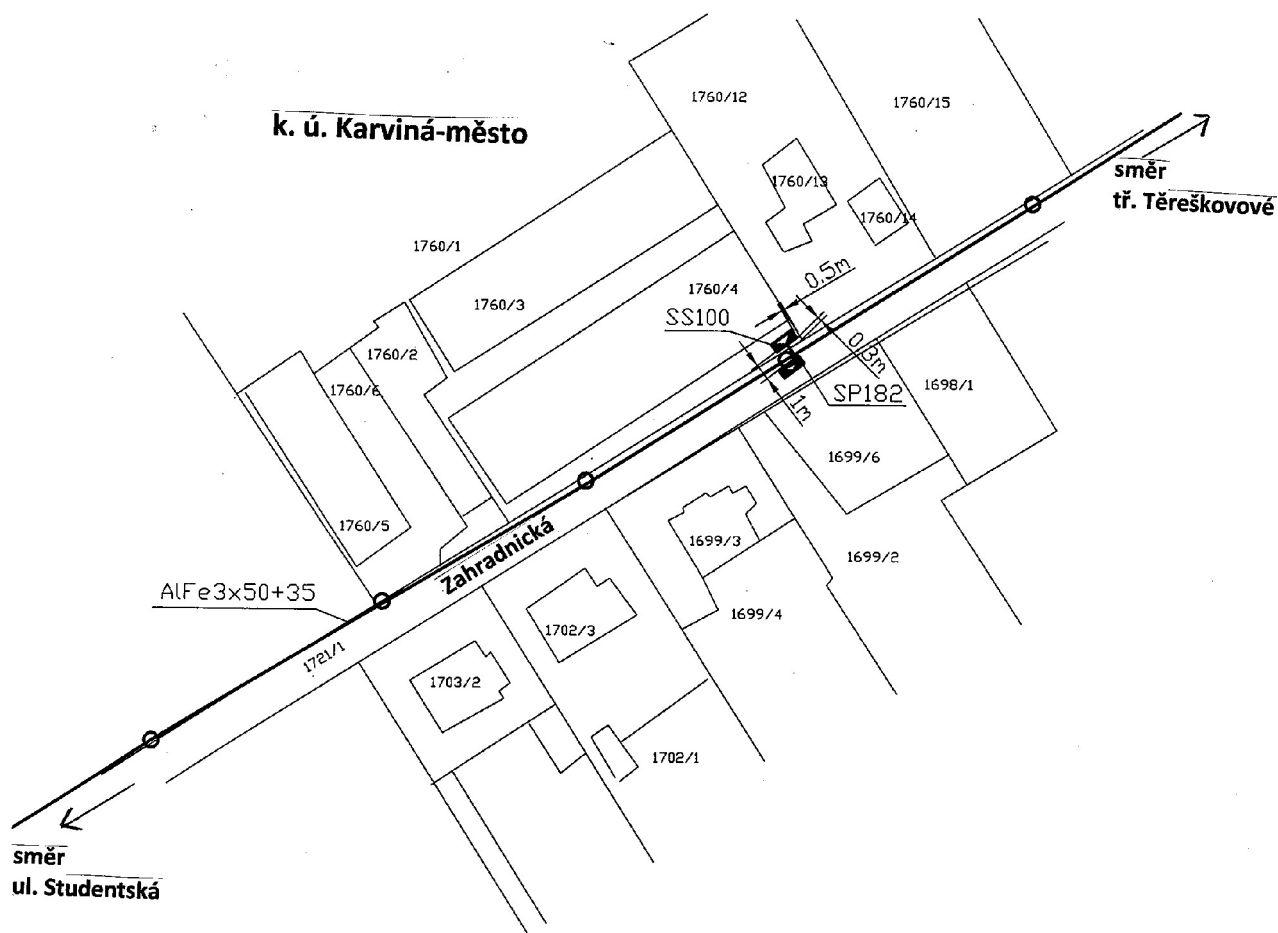 k. ú. Karviná-město
1760/12
1760/15
1760/13
1760/14
směr
tř. Těreškovové
1760/1
1760/3
1760/4
0,5m
SS100
0,3m
1760/2
1760/6
SP182
1m
1698/1
1699/6
1760/5
1699/3
1699/2
Zahradnická
AlFe3x50+35
1699/4
1702/3
1721/1
1703/2
1702/1
směr
ul. Studentská